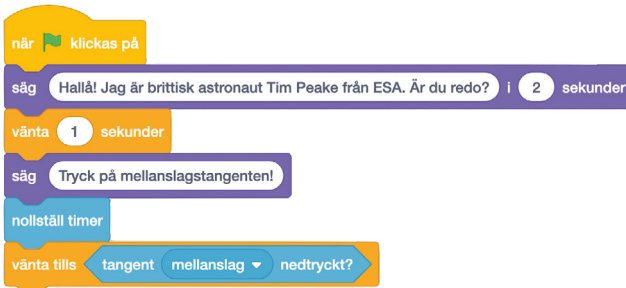 när klickas på
säg Hallå! Jag är brittisk astronaut Tim Peake från ESA. Är du redo? i 2 sekunder
vänta 1 sekunder
säg Tryck på mellanslagstangenten!
nollställ timer
vänta tills tangent mellanslag nedtryckt?